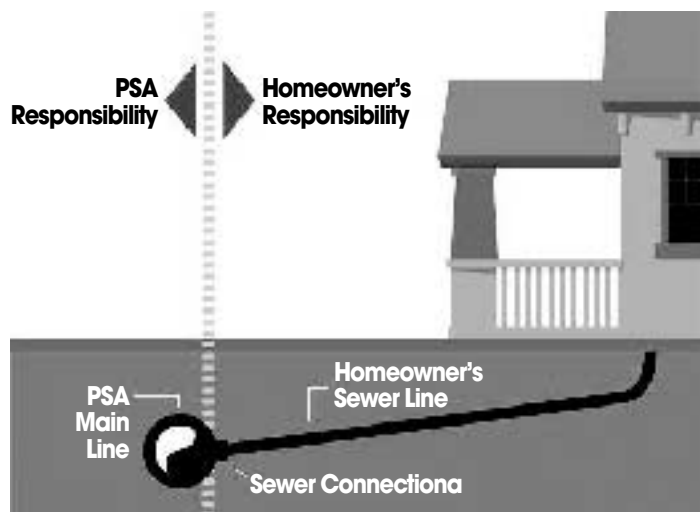 PSA
Responsibility
Homeowner's
Responsibility
Homeowner's
Sewer Line
PSA
Main
Line
Sewer Connectiona